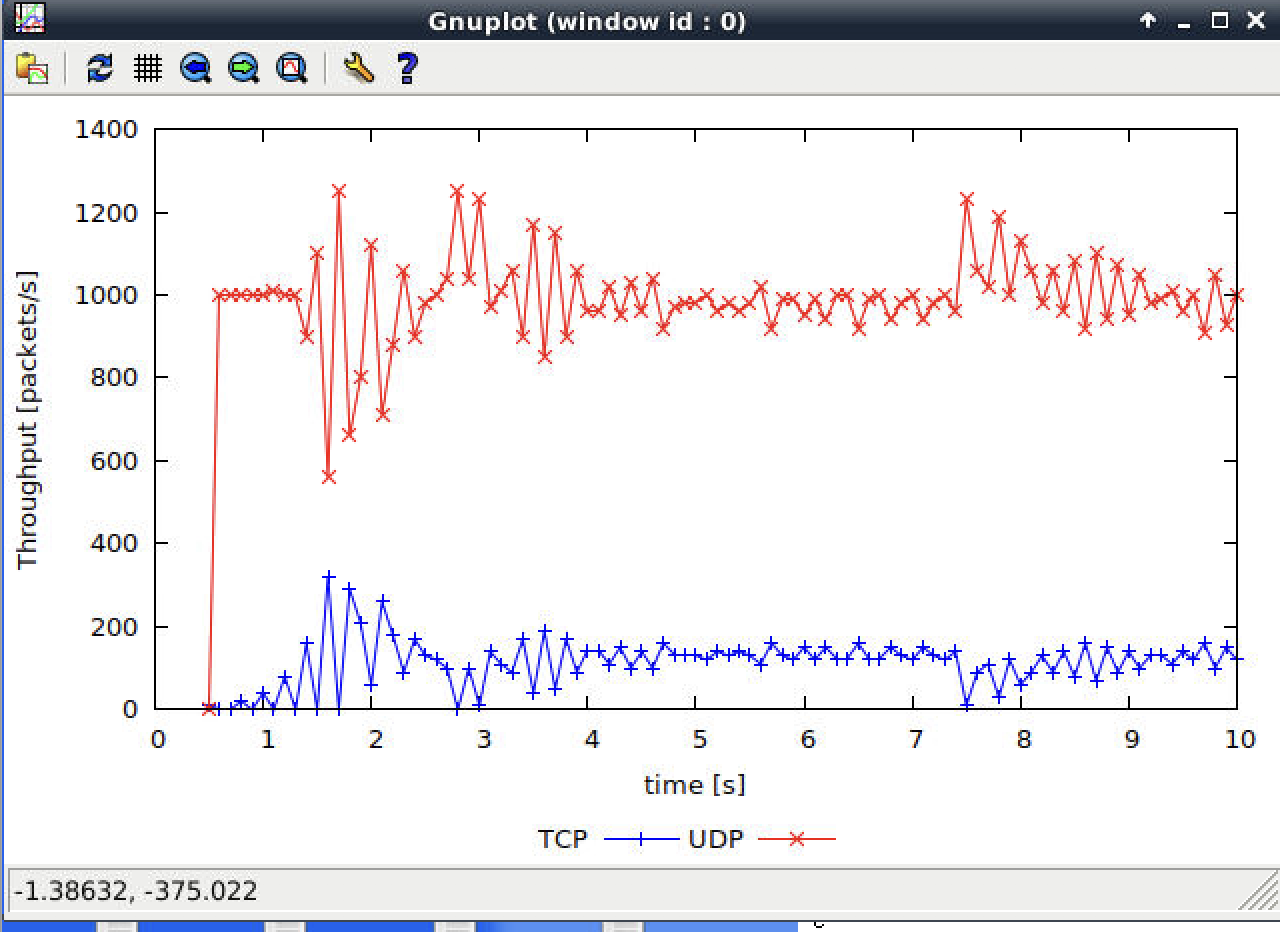 Gnuplot (window id : 0)
?
1400
1200
1000
800
600
400
200
0
Throughput [packets/s]
0 1 2 3 4 5 6 7 8 9 10
time [s]
TCP UDP
-1.38632, -375.022